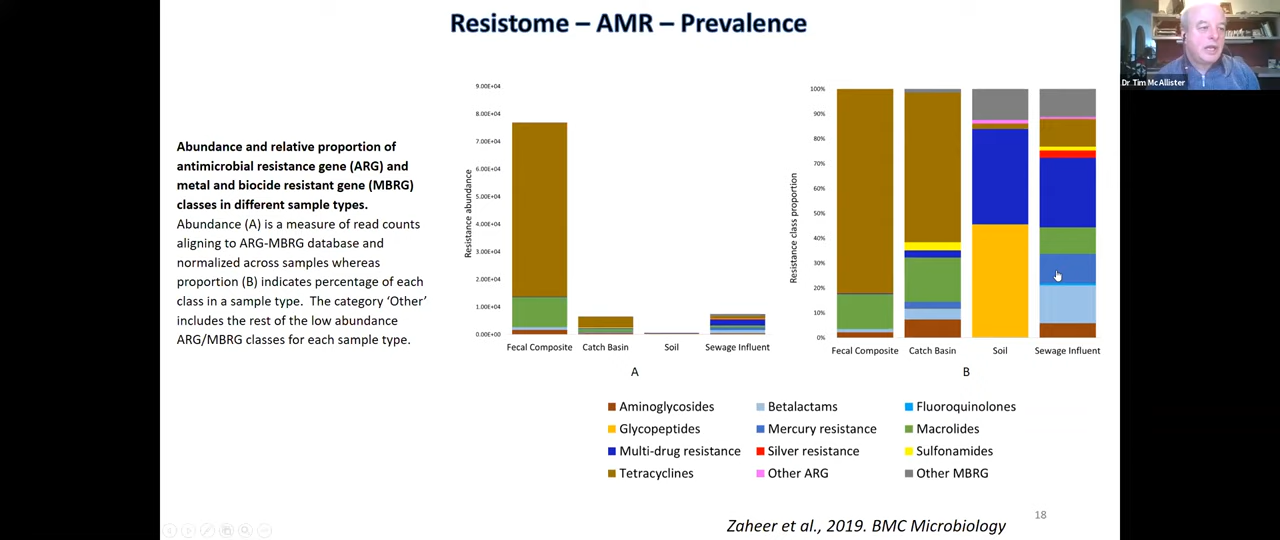 Resistome – AMR – Prevalence
Dr Tim McAllister
Abundance and relative proportion of
antimicrobial resistance gene (ARG) and
metal and biocide resistant gene (MBRG)
classes in different sample types.
Abundance (A) is a measure of read counts
aligning to ARG-MBRG database and
normalized across samples whereas
proportion (B) indicates percentage of each
class in a sample type. The category ‘Other’
includes the rest of the low abundance
ARG/MBRG classes for each sample type.
Resistance abundance
9.00E+04
8.00E+04
7.00E+04
6.00E+04
5.00E+04
4.00E+04
3.00E+04
2.00E+04
1.00E+04
0.00E+00
Fecal Composite Catch Basin Soil Sewage Influent
A
Resistance class proportion
100%
90%
80%
70%
60%
50%
40%
30%
20%
10%
0%
Fecal Composite Catch Basin Soil Sewage Influent
B
Aminoglycosides Betalactams Fluoroquinolones
Glycopeptides Mercury resistance Macrolides
Multi-drug resistance Silver resistance Sulfonamides
Tetracyclines Other ARG Other MBRG
18
Zaheer et al., 2019. BMC Microbiology